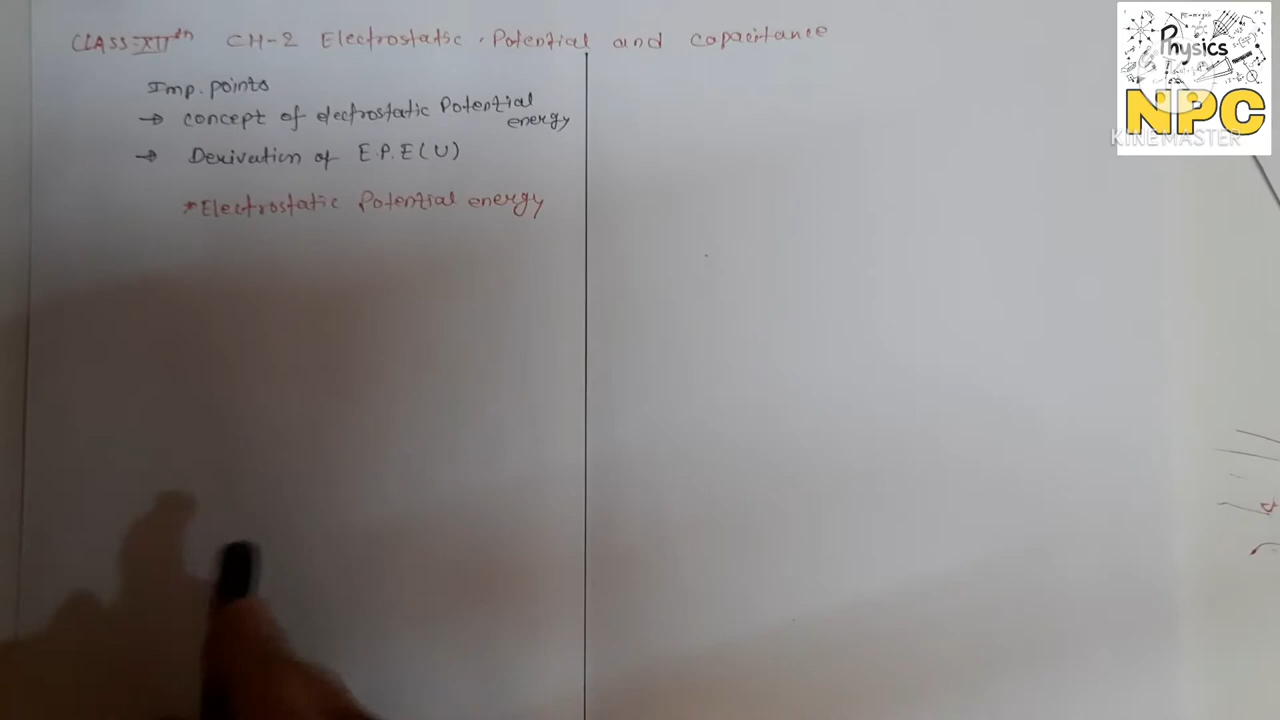 CLASS-XIIth CH-2 Electrostatic Potential and capacitance
Imp. points
→ concept of electrostatic Potential
energy
→ Derivation of E.P.E (U)
*Electrostatic Potential energy
Physics
NPC
KINEMASTER